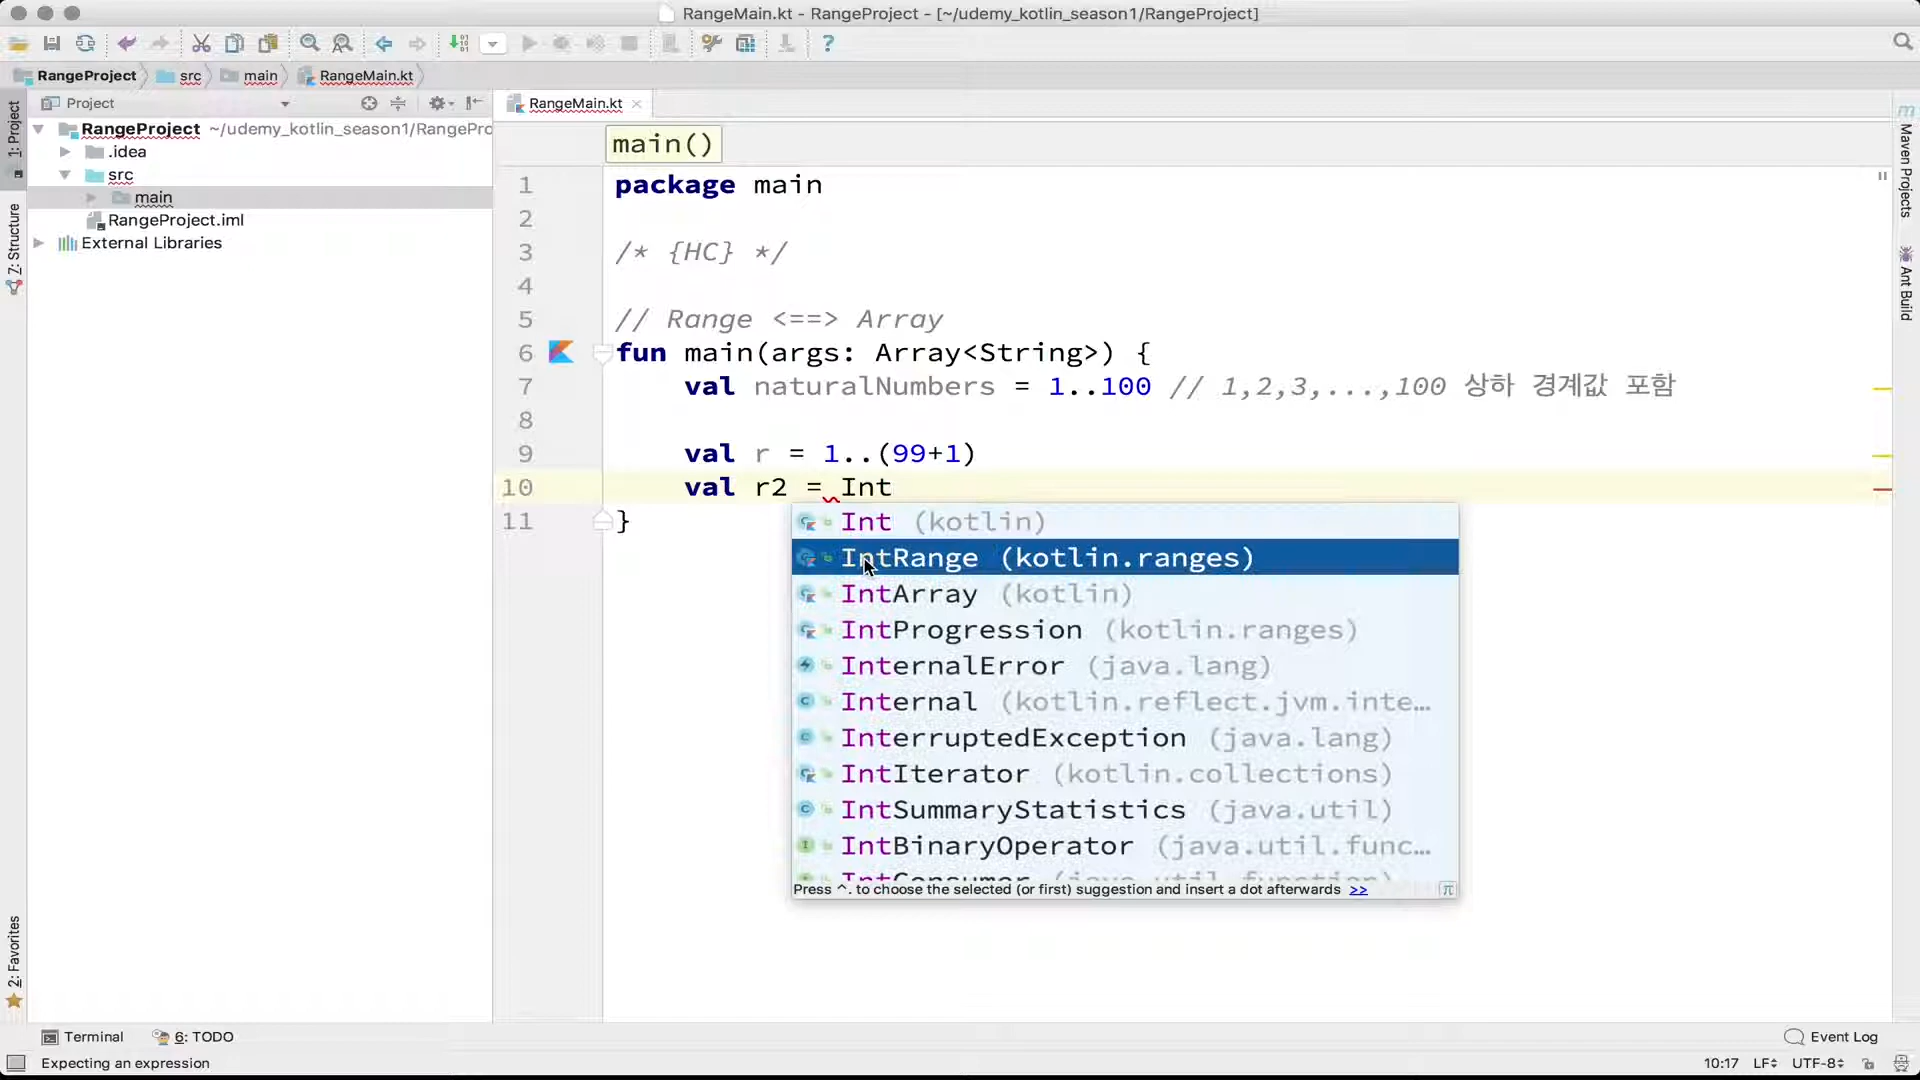 RangeMain.kt - RangeProject - [~/udemy_kotlin_season1/RangeProject]
RangeProject src main RangeMain.kt
Project
RangeMain.kt
1: Project
Z: Structure
2: Favorites
RangeProject ~/udemy_kotlin_season1/RangePro
.idea
src
main
RangeProject.iml
External Libraries
main()
1 package main
2
3 /* {HC} */
4
5 // Range <==> Array
6 fun main(args: Array<String>) {
7 val naturalNumbers = 1..100 // 1,2,3,...,100 상하 경계값 포함
8
9 val r = 1..(99+1)
10 val r2 = Int
11 }
Int (kotlin)
IntRange (kotlin.ranges)
IntArray (kotlin)
IntProgression (kotlin.ranges)
InternalError (java.lang)
Internal (kotlin.reflect.jvm.inte…
InterruptedException (java.lang)
IntIterator (kotlin.collections)
IntSummaryStatistics (java.util)
IntBinaryOperator (java.util.func…
IntConsumer (java.util.function)
Press ^. to choose the selected (or first) suggestion and insert a dot afterwards >>
π
Maven Projects
Ant Build
Terminal 6: TODO
Event Log
Expecting an expression
10:17 LF UTF-8